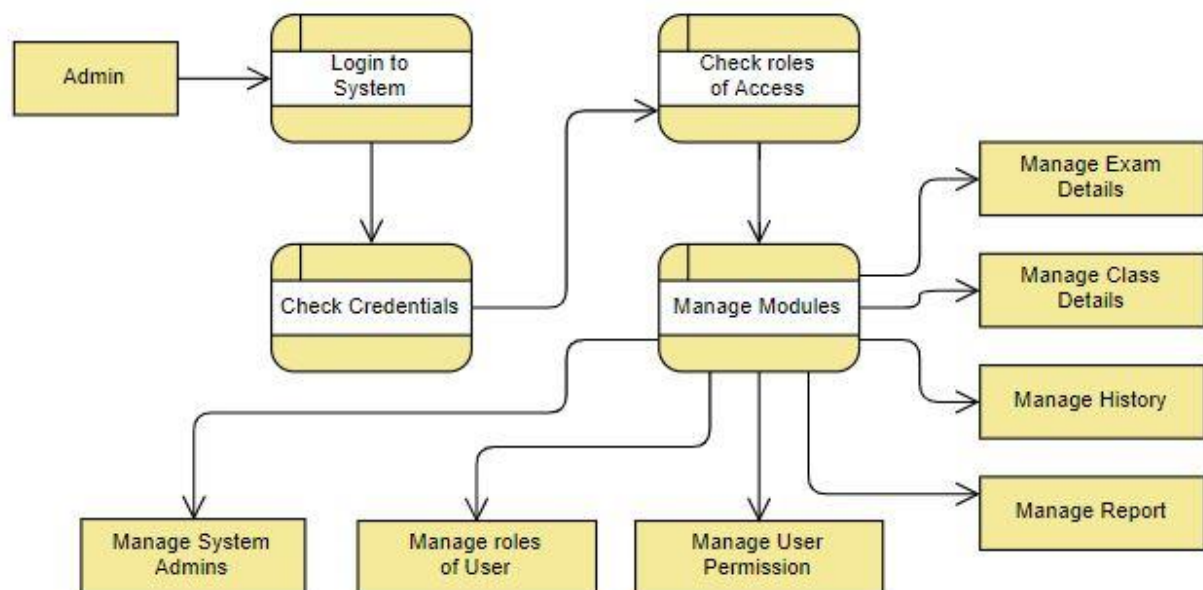 Admin
Login to
System
Check roles
of Access
Manage Exam
Details
Check Credentials
Manage Modules
Manage Class
Details
Manage History
Manage Report
Manage System
Admins
Manage roles
of User
Manage User
Permission